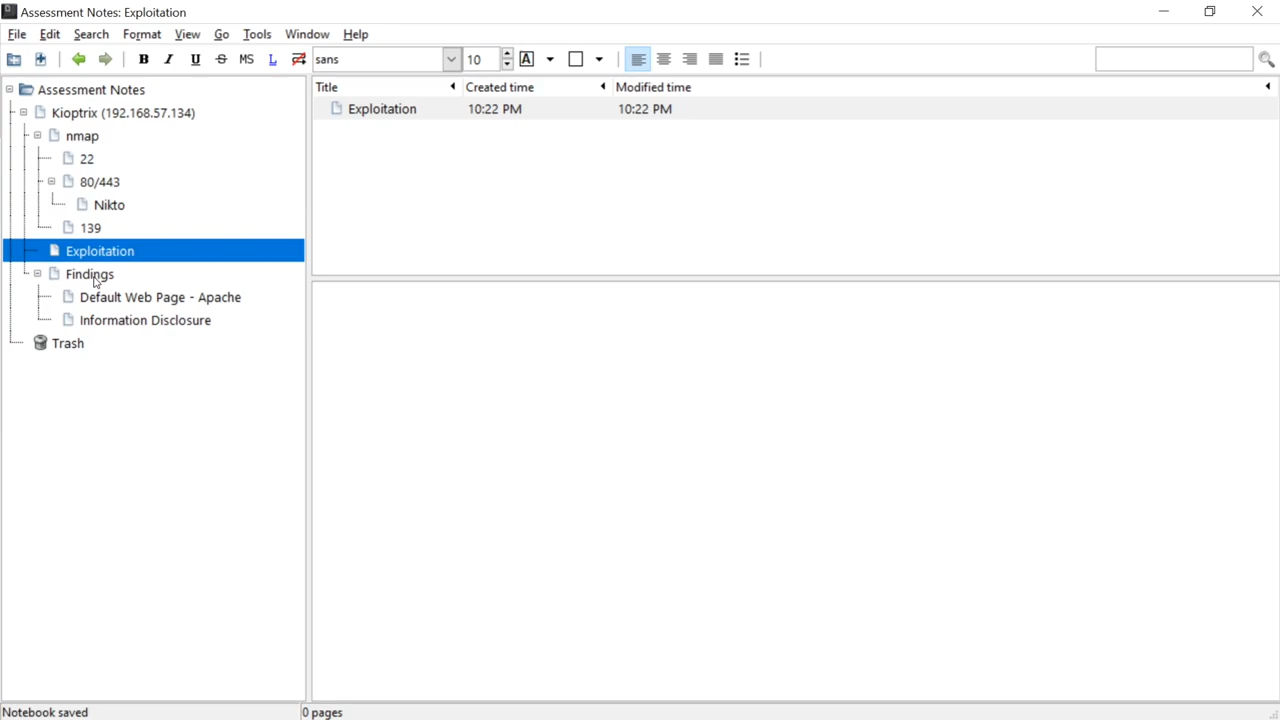 Assessment Notes: Exploitation
File Edit Search Format View Go Tools Window Help
B I U S MS L sans 10 A
Assessment Notes
Kioptrix (192.168.57.134)
nmap
22
80/443
Nikto
139
Exploitation
Findings
Default Web Page - Apache
Information Disclosure
Trash
Title Created time Modified time
Exploitation 10:22 PM 10:22 PM
Notebook saved 0 pages